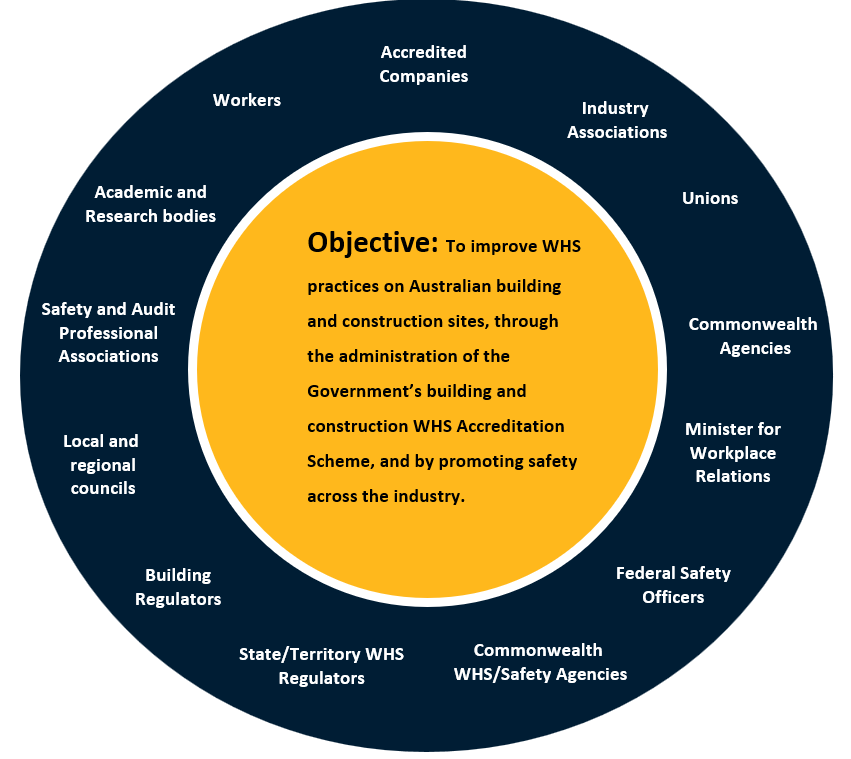 Accredited
Companies
Industry
Associations
Unions
Commonwealth
Agencies
Minister for
Workplace
Relations
Federal Safety
Officers
Commonwealth
WHS/Safety Agencies
State/Territory WHS
Regulators
Building
Regulators
Local and
regional
councils
Safety and Audit
Professional
Associations
Academic and
Research bodies
Workers
Objective: To improve WHS
practices on Australian building
and construction sites, through
the administration of the
Government’s building and
construction WHS Accreditation
Scheme, and by promoting safety
across the industry.